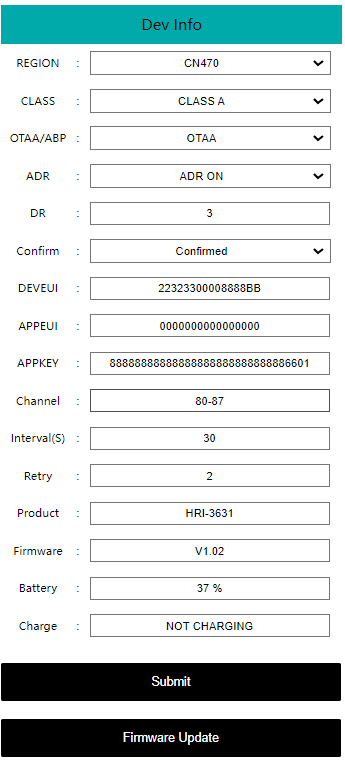 Dev Info
REGION : CN470
CLASS : CLASS A
OTAA/ABP : OTAA
ADR : ADR ON
DR : 3
Confirm : Confirmed
DEVEUI : 22323300008888BB
APPEUI : 0000000000000000
APPKEY : 88888888888888888888888888886601
Channel : 80-87
Interval(S) : 30
Retry : 2
Product : HRI-3631
Firmware : V1.02
Battery : 37 %
Charge : NOT CHARGING
Submit
Firmware Update